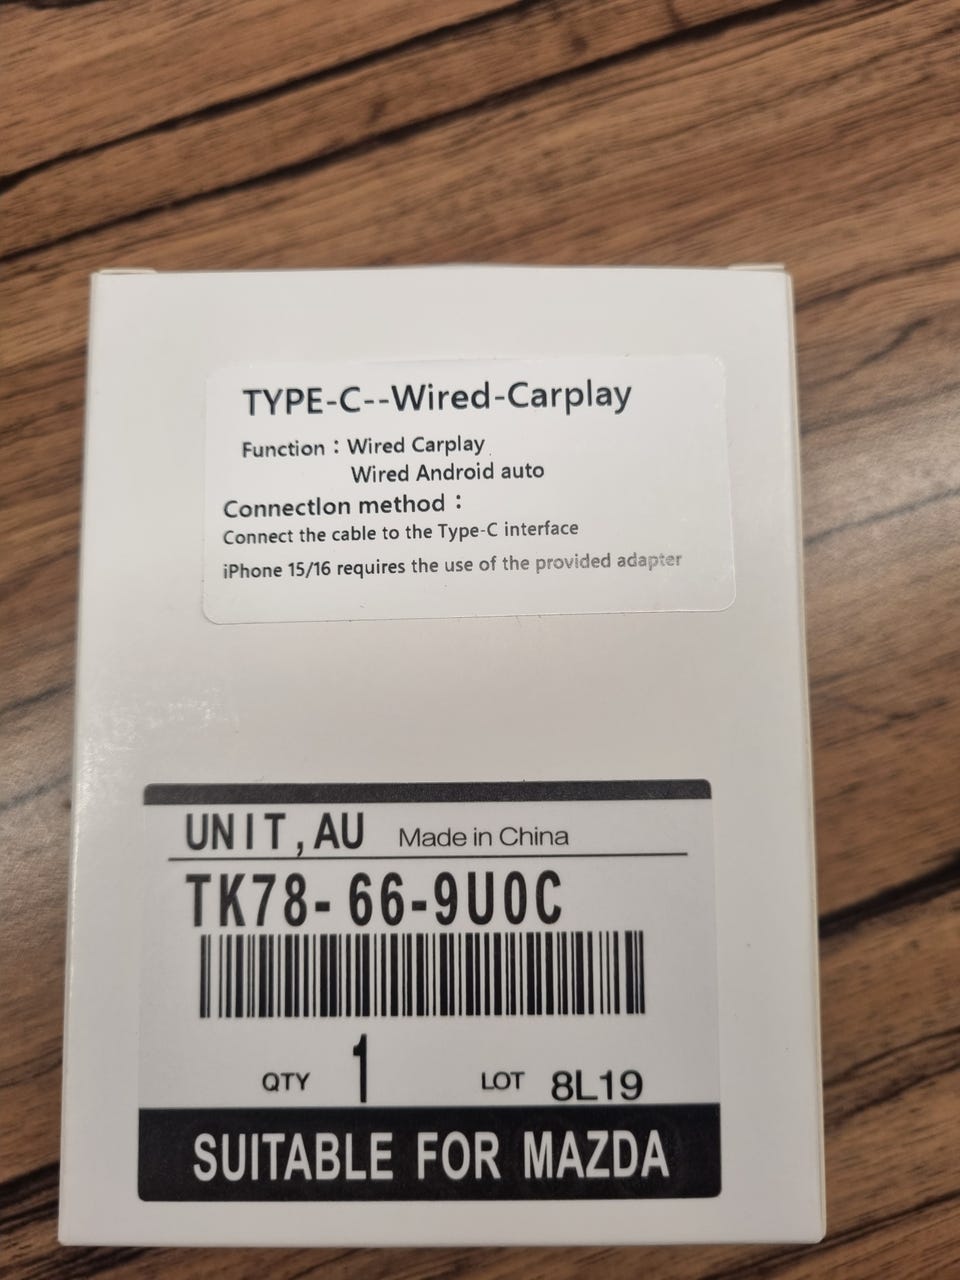 TYPE-C--Wired-Carplay
Function：Wired Carplay
Wired Android auto
Connectlon method：
Connect the cable to the Type-C interface
iPhone 15/16 requires the use of the provided adapter
UNIT,AU Made in China
TK78-66-9U0C
QTY 1 LOT 8L19
SUITABLE FOR MAZDA